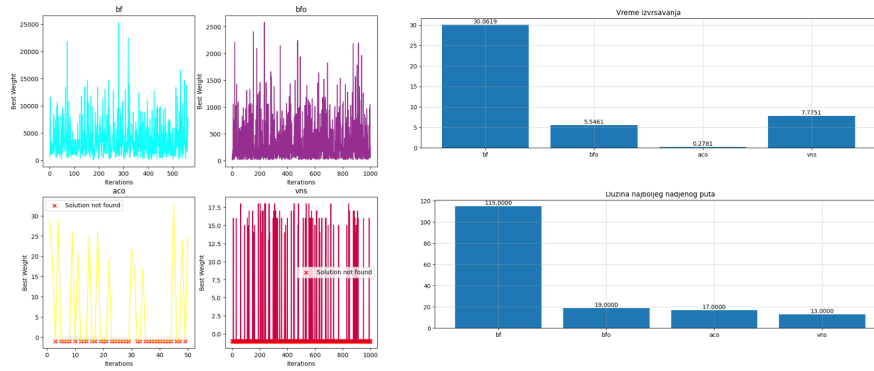 bf
25000
20000
15000
10000
5000
0
Best Weight
0 100 200 300 400 500
Iterations
bfo
2500
2000
1500
1000
500
0
Best Weight
0 200 400 600 800 1000
Iterations
aco
30
25
20
15
10
5
0
Best Weight
Solution not found
0 10 20 30 40 50
Iterations
vns
17.5
15.0
12.5
10.0
7.5
5.0
2.5
0.0
Best Weight
Solution not found
0 200 400 600 800 1000
Iterations
Vreme izvrsavanja
30
25
20
15
10
5
0
30.0619
5.5461
0.2781
7.7751
bf bfo aco vns
Duzina najboljeg nadjenog puta
120
100
80
60
40
20
0
115.0000
19.0000
17.0000
13.0000
bf bfo aco vns